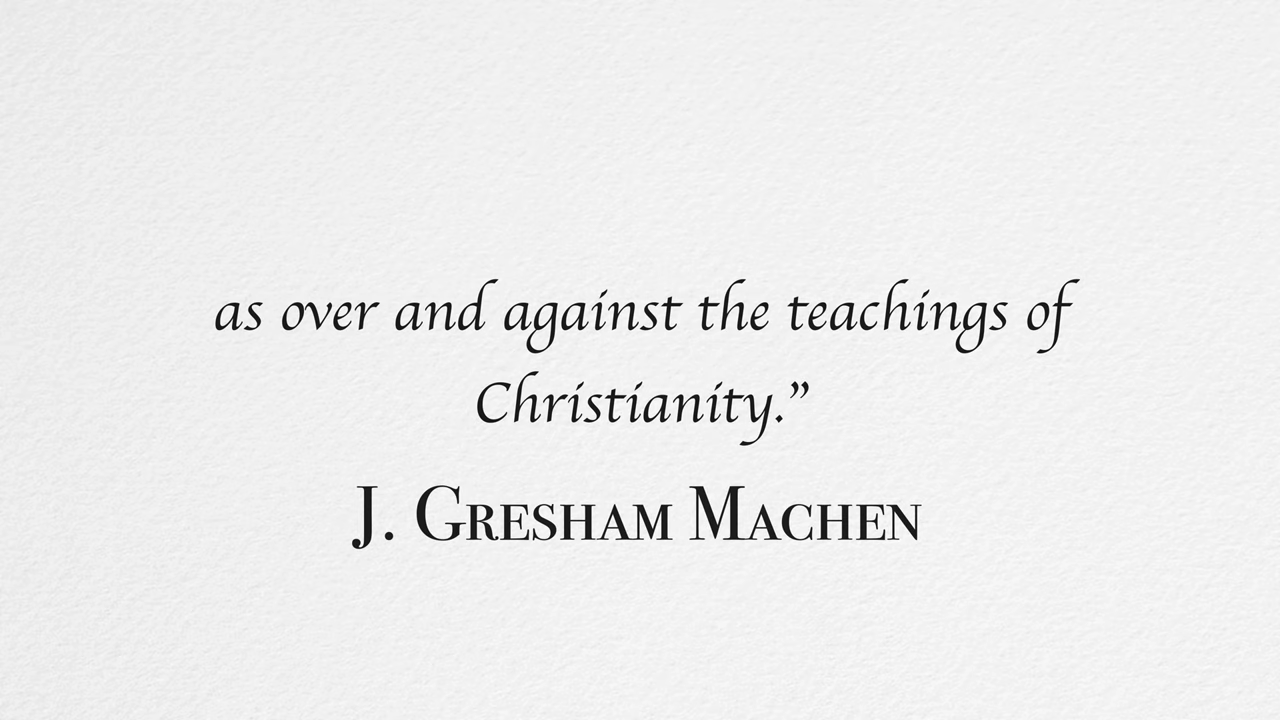 as over and against the teachings of
Christianity.”
J. Gresham Machen